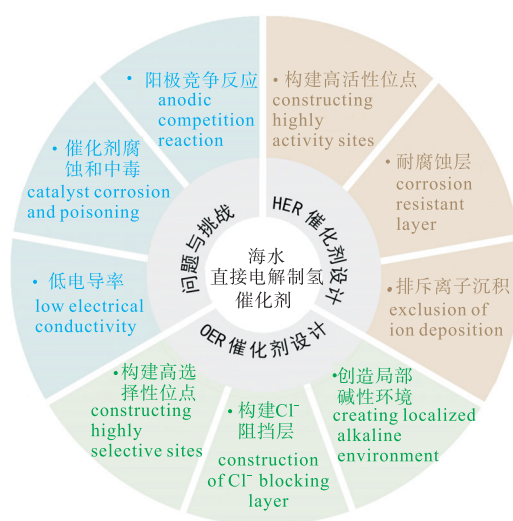 海水
直接电解制氢
催化剂
问题与挑战
HER催化剂设计
OER催化剂设计
·阳极竞争反应
anodic
competition
reaction
·催化剂腐
蚀和中毒
catalyst corrosion
and poisoning
·低电导率
low electrical
conductivity
·构建高活性位点
constructing
highly
activity sites
·耐腐蚀层
corrosion
resistant
layer
·排斥离子沉积
exclusion of
ion deposition
·构建高选
择性位点
constructing
highly
selective sites
·构建Cl⁻
阻挡层
construction
of Cl⁻ blocking
layer
·创造局部
碱性环境
creating localized
alkaline
environment